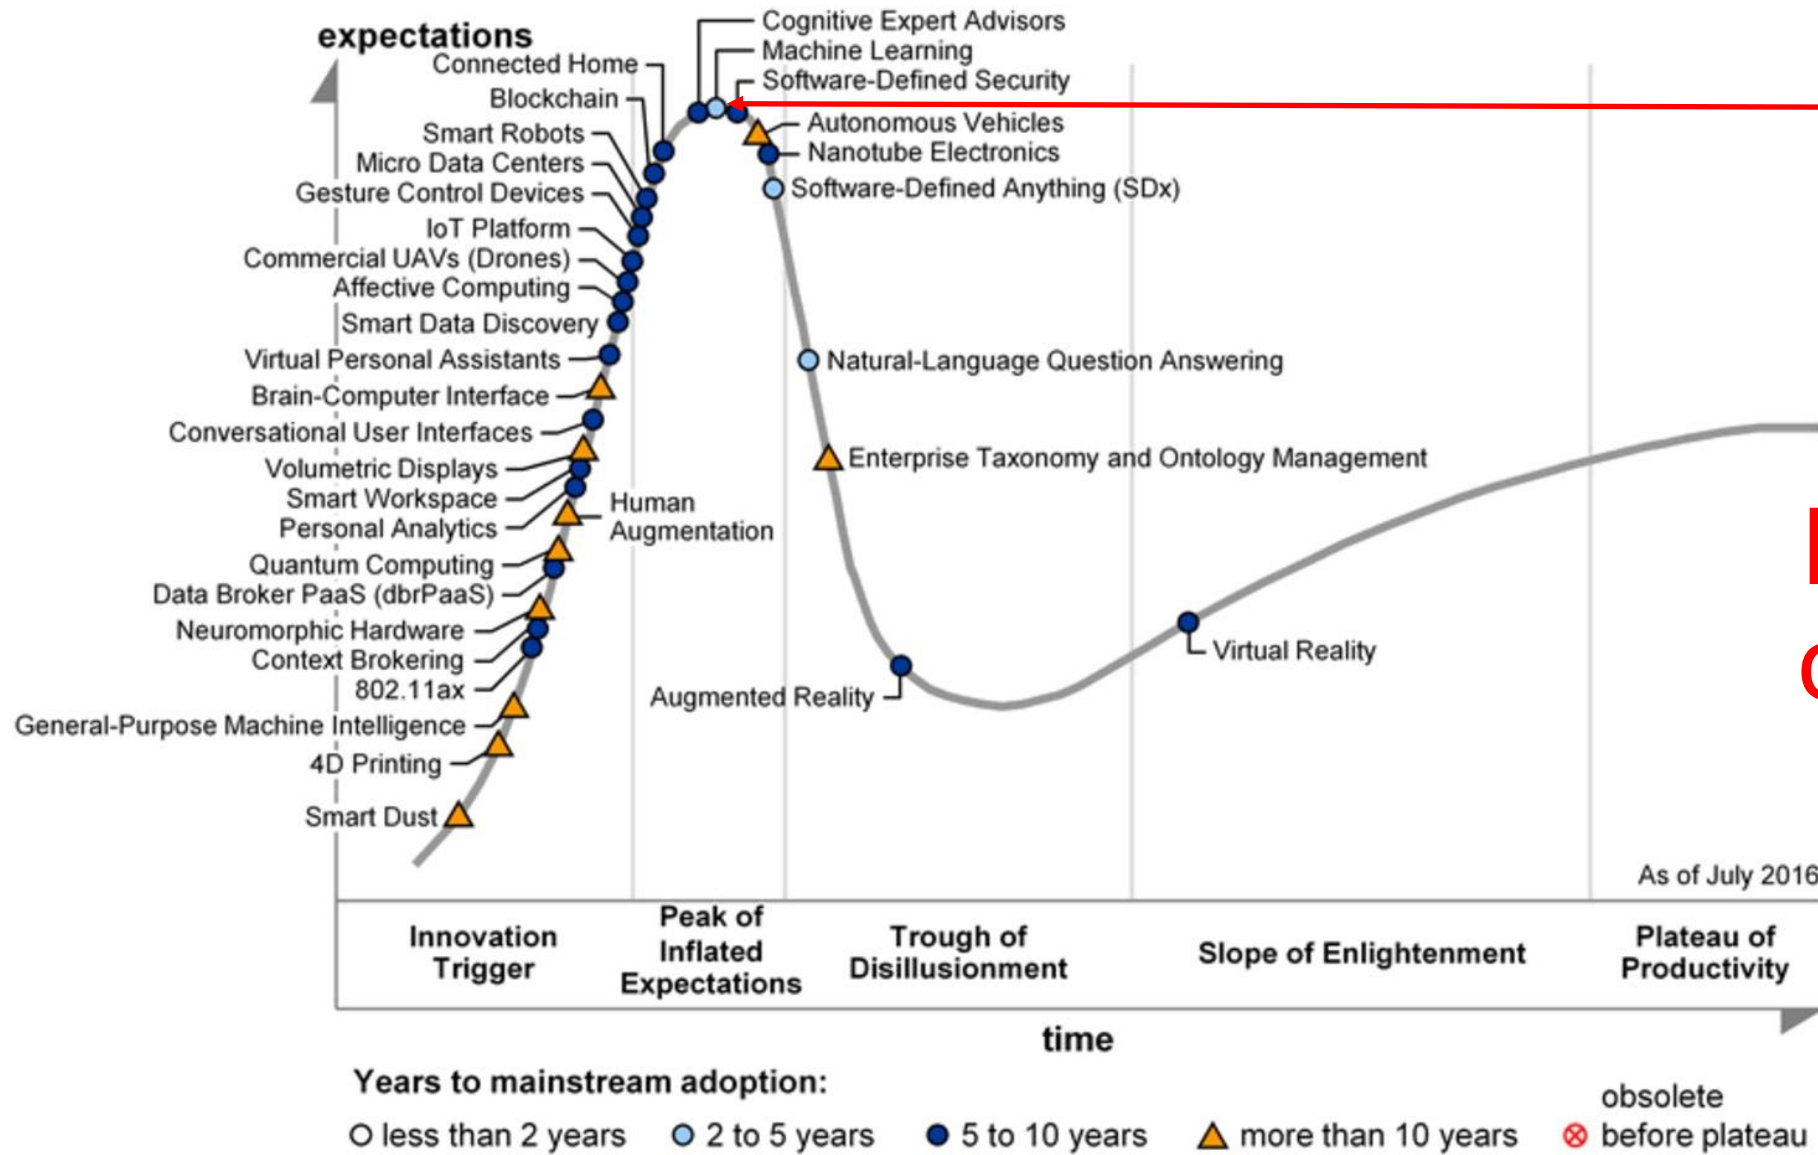 expectations
Cognitive Expert Advisors
Machine Learning
Software-Defined Security
Connected Home
Blockchain
Smart Robots
Micro Data Centers
Gesture Control Devices
IoT Platform
Commercial UAVs (Drones)
Affective Computing
Smart Data Discovery
Virtual Personal Assistants
Brain-Computer Interface
Conversational User Interfaces
Volumetric Displays
Smart Workspace
Personal Analytics
Quantum Computing
Data Broker PaaS (dbrPaaS)
Neuromorphic Hardware
Context Brokering
802.11ax
General-Purpose Machine Intelligence
4D Printing
Smart Dust
Human
Augmentation
Autonomous Vehicles
Nanotube Electronics
Software-Defined Anything (SDx)
Natural-Language Question Answering
Enterprise Taxonomy and Ontology Management
Augmented Reality
Virtual Reality
As of July 2016
Innovation
Trigger
Peak of
Inflated
Expectations
Trough of
Disillusionment
Slope of Enlightenment
Plateau of
Productivity
time
Years to mainstream adoption:
less than 2 years
2 to 5 years
5 to 10 years
more than 10 years
obsolete
before plateau